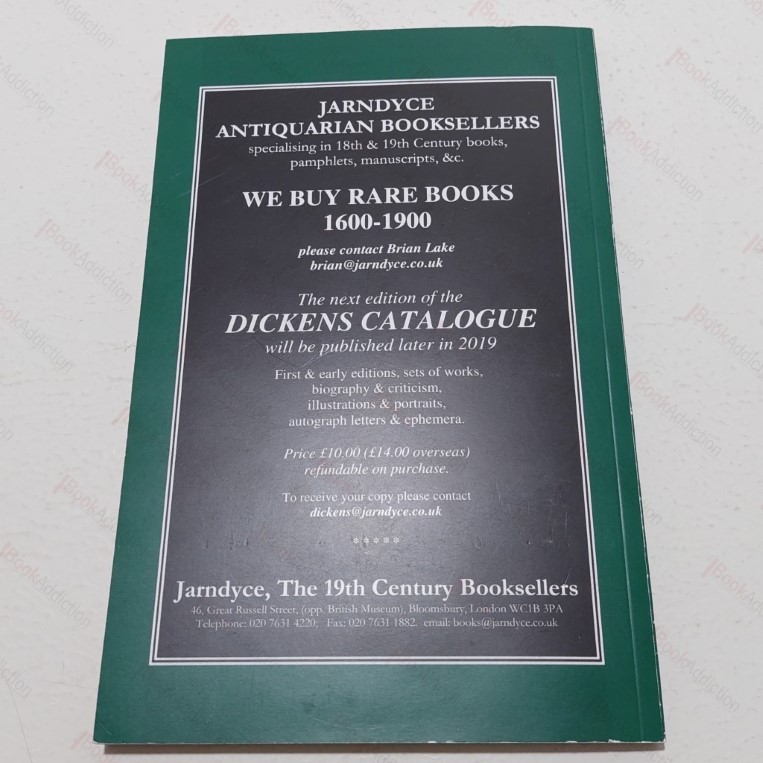 JARNDYCE
ANTIQUARIAN BOOKSELLERS
specialising in 18th & 19th Century books,
pamphlets, manuscripts, &c.
WE BUY RARE BOOKS
1600-1900
please contact Brian Lake
brian@jarndyce.co.uk
The next edition of the
DICKENS CATALOGUE
will be published later in 2019
First & early editions, sets of works,
biography & criticism,
illustrations & portraits,
autograph letters & ephemera.
Price £10.00 (£14.00 overseas)
refundable on purchase.
To receive your copy please contact
dickens@jarndyce.co.uk
*****
Jarndyce, The 19th Century Booksellers
46, Great Russell Street, (opp. British Museum), Bloomsbury, London WC1B 3PA
Telephone: 020 7631 4220; Fax: 020 7631 1882. email: books@jarndyce.co.uk
BookAddiction